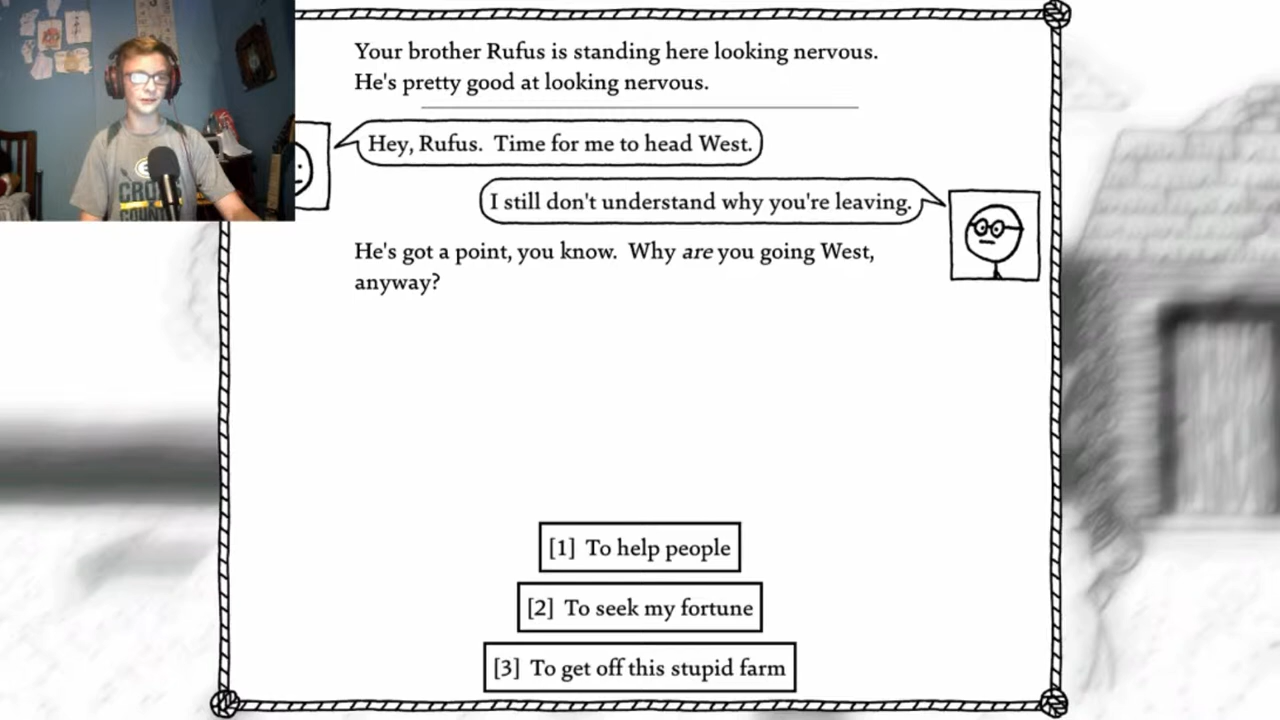 Your brother Rufus is standing here looking nervous.
He's pretty good at looking nervous.
Hey, Rufus. Time for me to head West.
I still don't understand why you're leaving.
He's got a point, you know. Why are you going West,
anyway?
[1] To help people
[2] To seek my fortune
[3] To get off this stupid farm
CROSS
COUNTRY